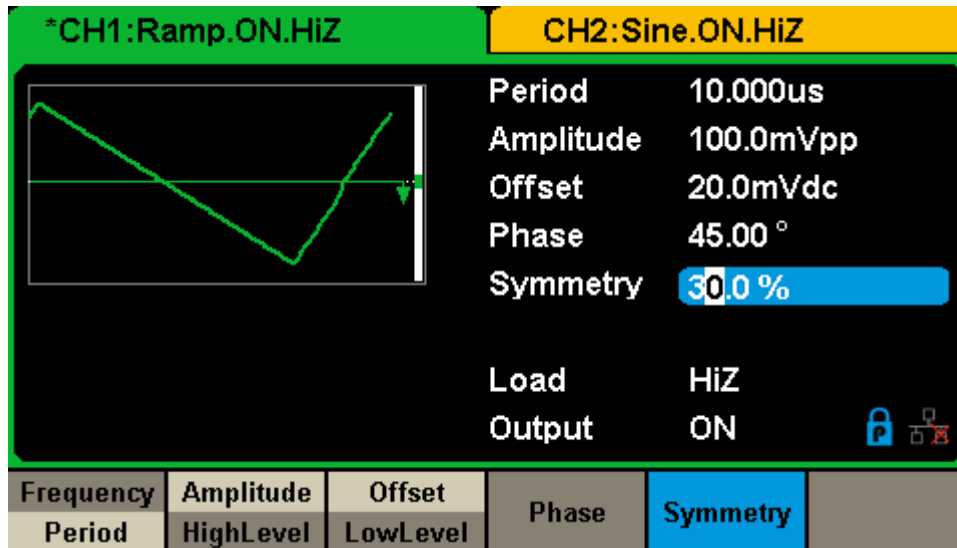 *CH1:Ramp.ON.HiZ CH2:Sine.ON.HiZ
Period 10.000us
Amplitude 100.0mVpp
Offset 20.0mVdc
Phase 45.00 °
Symmetry 30.0 %
Load HiZ
Output ON P
Frequency Amplitude Offset Phase Symmetry
Period HighLevel LowLevel